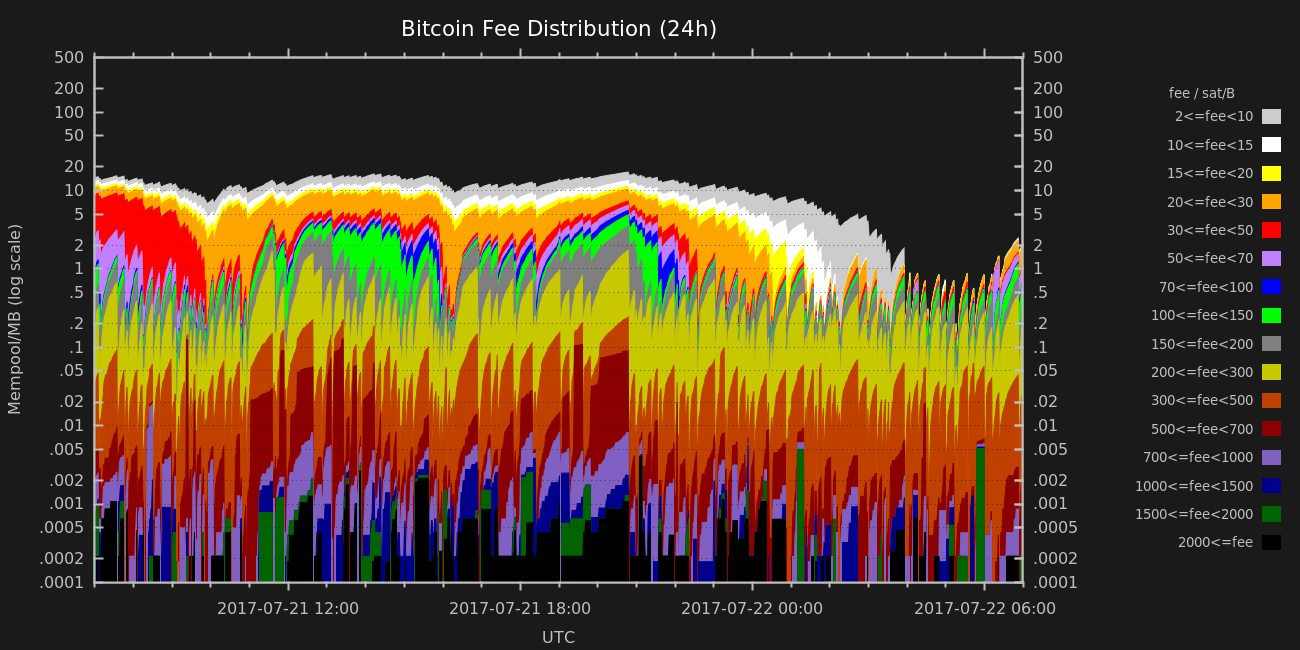 Bitcoin Fee Distribution (24h)
500
200
100
50
20
10
5
2
1
.5
.2
.1
.05
.02
.01
.005
.002
.001
.0005
.0002
.0001
Mempool/MB (log scale)
500
200
100
50
20
10
5
2
1
.5
.2
.1
.05
.02
.01
.005
.002
.001
.0005
.0002
.0001
2017-07-21 12:00 2017-07-21 18:00 2017-07-22 00:00 2017-07-22 06:00
UTC
fee / sat/B
2<=fee<10
10<=fee<15
15<=fee<20
20<=fee<30
30<=fee<50
50<=fee<70
70<=fee<100
100<=fee<150
150<=fee<200
200<=fee<300
300<=fee<500
500<=fee<700
700<=fee<1000
1000<=fee<1500
1500<=fee<2000
2000<=fee